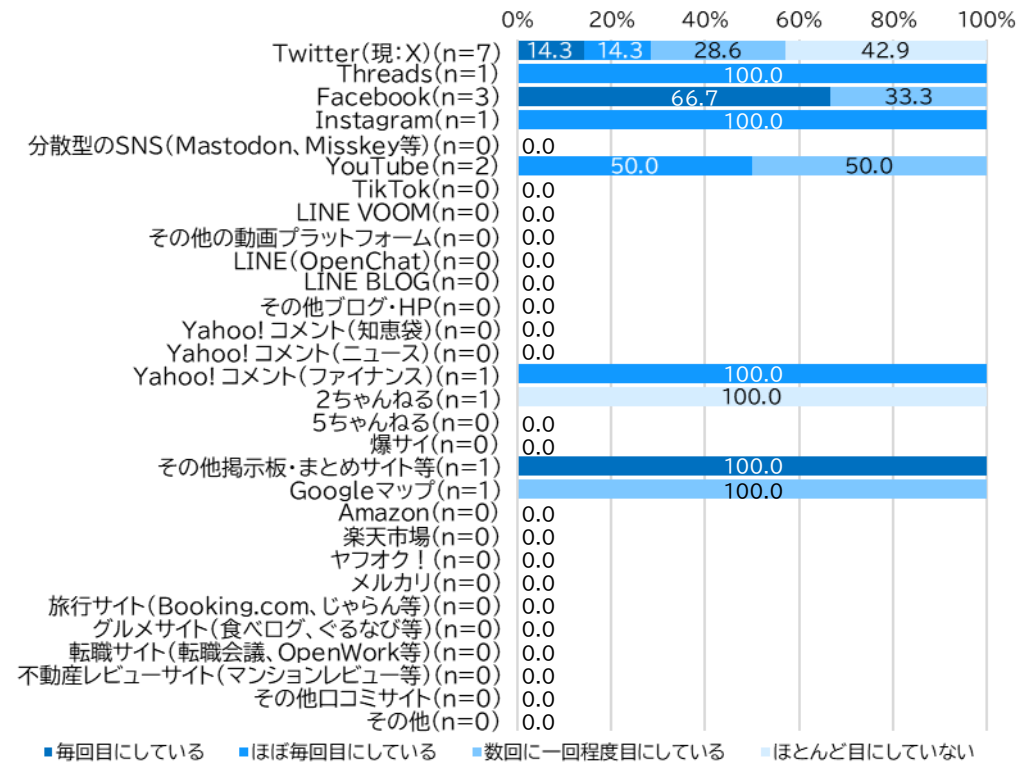 0% 20% 40% 60% 80% 100%
Twitter(現:X)(n=7) 14.3 14.3 28.6 42.9
Threads(n=1) 100.0
Facebook(n=3) 66.7 33.3
Instagram(n=1) 100.0
分散型のSNS(Mastodon、Misskey等)(n=0) 0.0
YouTube(n=2) 50.0 50.0
TikTok(n=0) 0.0
LINE VOOM(n=0) 0.0
その他の動画プラットフォーム(n=0) 0.0
LINE(OpenChat)(n=0) 0.0
LINE BLOG(n=0) 0.0
その他ブログ・HP(n=0) 0.0
Yahoo!コメント(知恵袋)(n=0) 0.0
Yahoo!コメント(ニュース)(n=0) 0.0
Yahoo!コメント(ファイナンス)(n=1) 100.0
2ちゃんねる(n=1) 100.0
5ちゃんねる(n=0) 0.0
爆サイ(n=0) 0.0
その他掲示板・まとめサイト等(n=1) 100.0
Googleマップ(n=1) 100.0
Amazon(n=0) 0.0
楽天市場(n=0) 0.0
ヤフオク！(n=0) 0.0
メルカリ(n=0) 0.0
旅行サイト(Booking.com、じゃらん等)(n=0) 0.0
グルメサイト(食べログ、ぐるなび等)(n=0) 0.0
転職サイト(転職会議、OpenWork等)(n=0) 0.0
不動産レビューサイト(マンションレビュー等)(n=0) 0.0
その他口コミサイト(n=0) 0.0
その他(n=0) 0.0
毎回目にしている ほぼ毎回目にしている 数回に一回程度目にしている ほとんど目にしていない